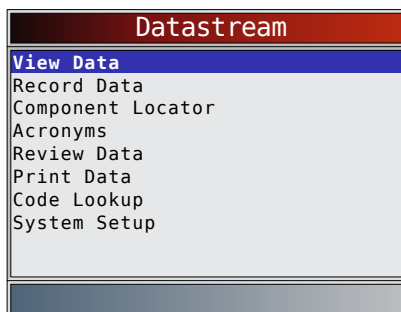 Datastream
View Data
Record Data
Component Locator
Acronyms
Review Data
Print Data
Code Lookup
System Setup